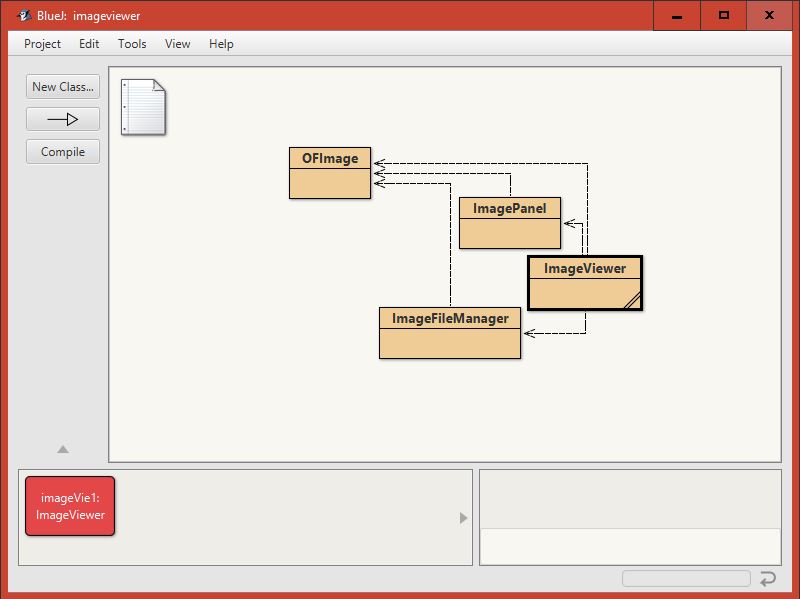 BlueJ: imageviewer
Project Edit Tools View Help
New Class...
Compile
OFImage
ImagePanel
ImageViewer
ImageFileManager
imageVie1:
ImageViewer